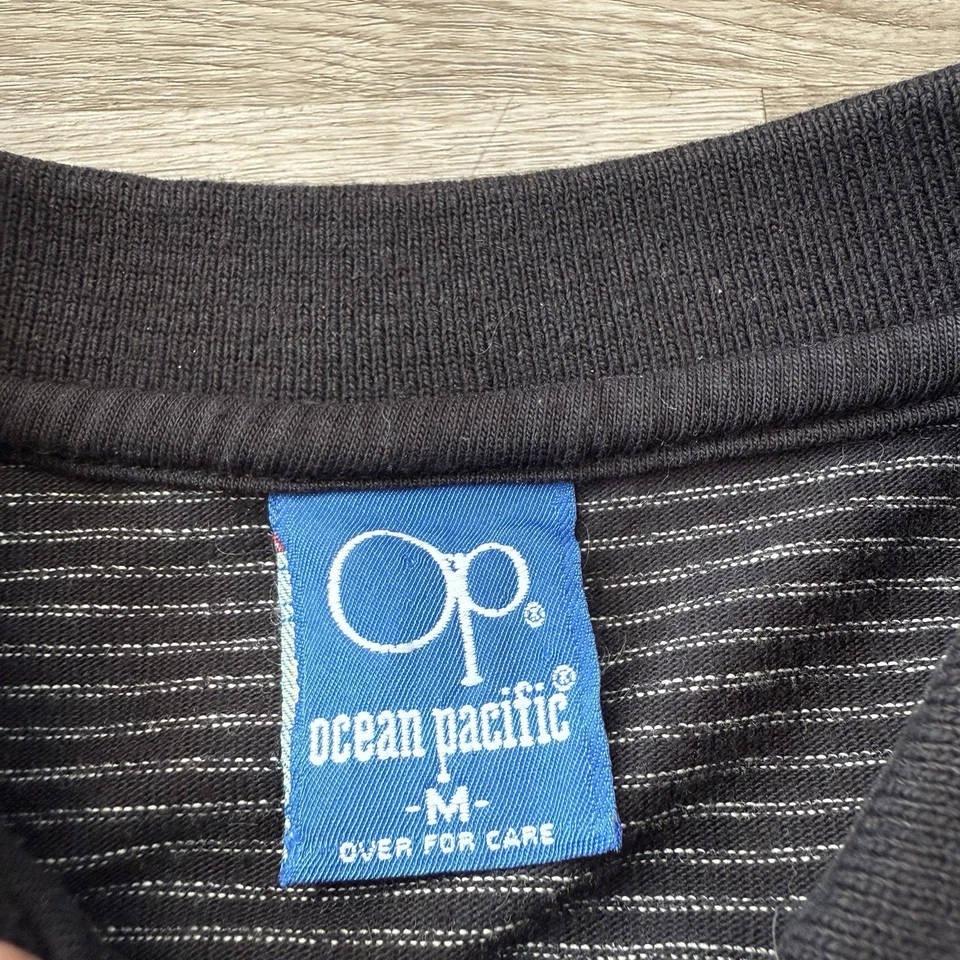 Op®
ocean pacific®
-M-
OVER FOR CARE